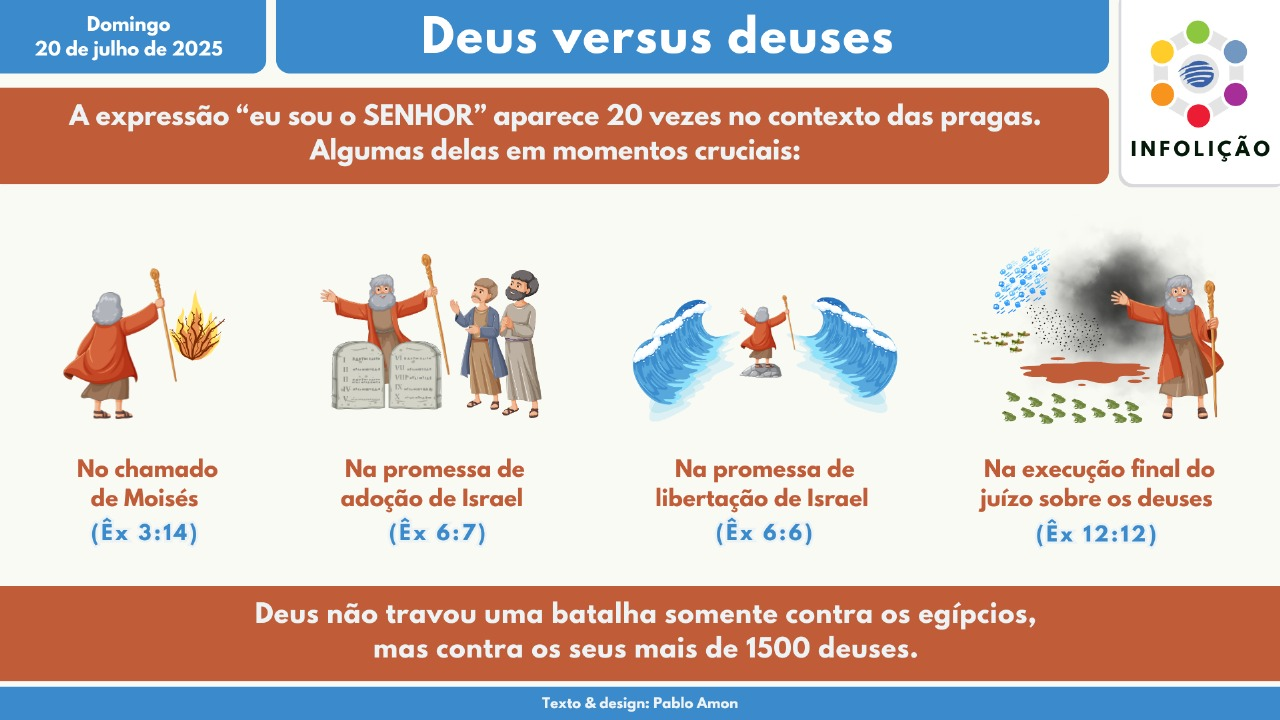 Domingo
20 de julho de 2025
Deus versus deuses
INFOLIÇÃO
A expressão “eu sou o SENHOR” aparece 20 vezes no contexto das pragas.
Algumas delas em momentos cruciais:
No chamado
de Moisés
(Êx 3:14)
Na promessa de
adoção de Israel
(Êx 6:7)
Na promessa de
libertação de Israel
(Êx 6:6)
Na execução final do
juízo sobre os deuses
(Êx 12:12)
Deus não travou uma batalha somente contra os egípcios,
mas contra os seus mais de 1500 deuses.
Texto & design: Pablo Amon